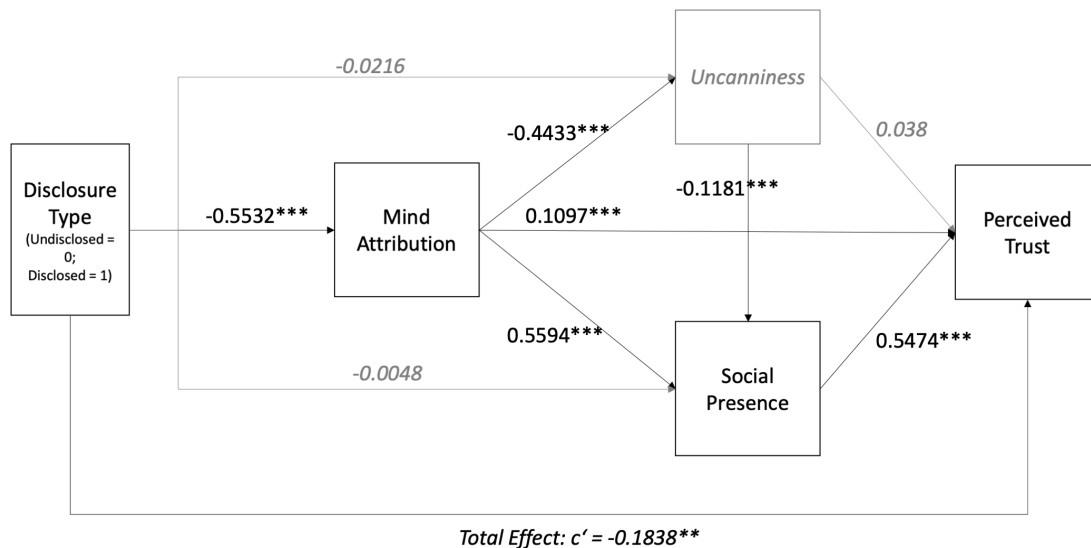 -0.0216
Uncanniness
-0.4433***
0.038
Disclosure
Type
(Undisclosed =
0;
Disclosed = 1)
-0.5532***
Mind
Attribution
-0.1181***
0.1097***
Perceived
Trust
0.5594***
0.5474***
-0.0048
Social
Presence
Total Effect: c‘ = -0.1838**